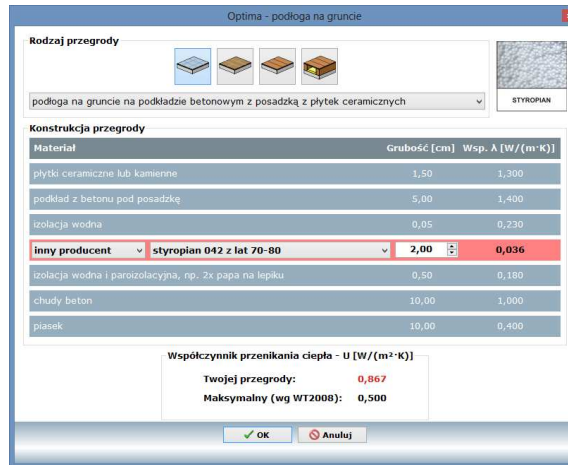 Optima - podłoga na gruncie
Rodzaj przegrody
podłoga na gruncie na podkładzie betonowym z posadzką z płytek ceramicznych
STYROPIAN
Konstrukcja przegrody
Materiał Grubość [cm] Wsp. λ [W/(m·K)]
płytki ceramiczne lub kamienne 1,50 1,300
podkład z betonu pod posadzkę 5,00 1,400
izolacja wodna 0,05 0,230
inny producent styropian 042 z lat 70-80 2,00 0,036
izolacja wodna i paroizolacyjna, np. 2x papa na lepiku 0,50 0,180
chudy beton 10,00 1,000
piasek 10,00 0,400
Współczynnik przenikania ciepła - U [W/(m²·K)]
Twojej przegrody: 0,867
Maksymalny (wg WT2008): 0,500
OK Anuluj